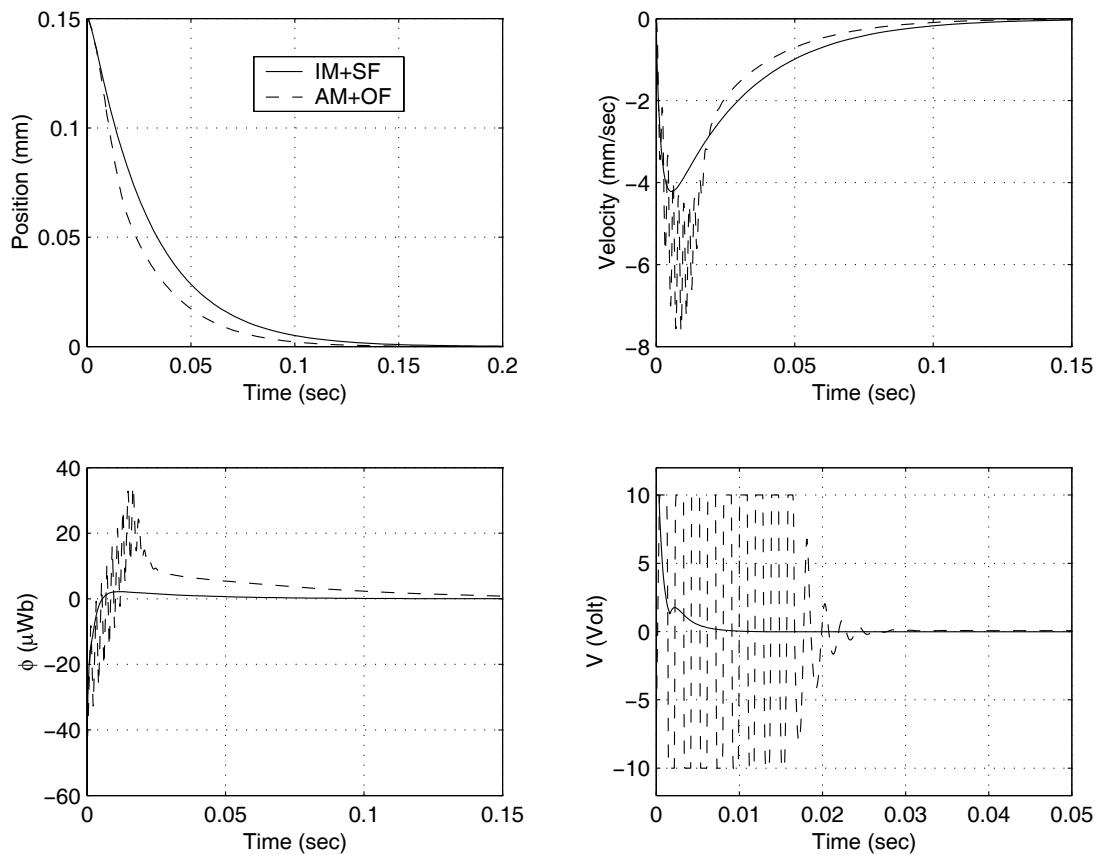 0.15
0.1
0.05
0
Position (mm)
IM+SF
AM+OF
0 0.05 0.1 0.15 0.2
Time (sec)
0
−2
−4
−6
−8
Velocity (mm/sec)
0 0.05 0.1 0.15
Time (sec)
40
20
0
−20
−40
−60
ϕ (μWb)
0 0.05 0.1 0.15
Time (sec)
10
5
0
−5
−10
V (Volt)
0 0.01 0.02 0.03 0.04 0.05
Time (sec)